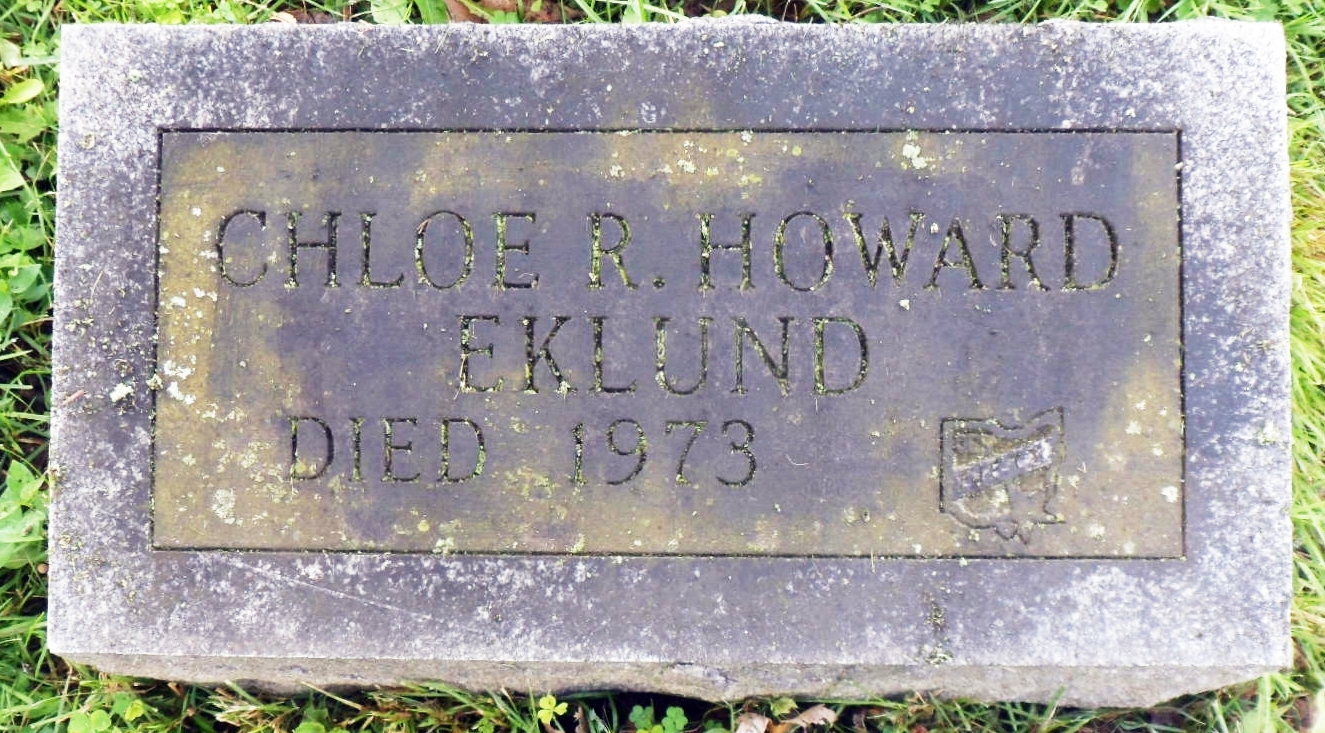 CHLOE R. HOWARD
EKLUND
DIED 1973